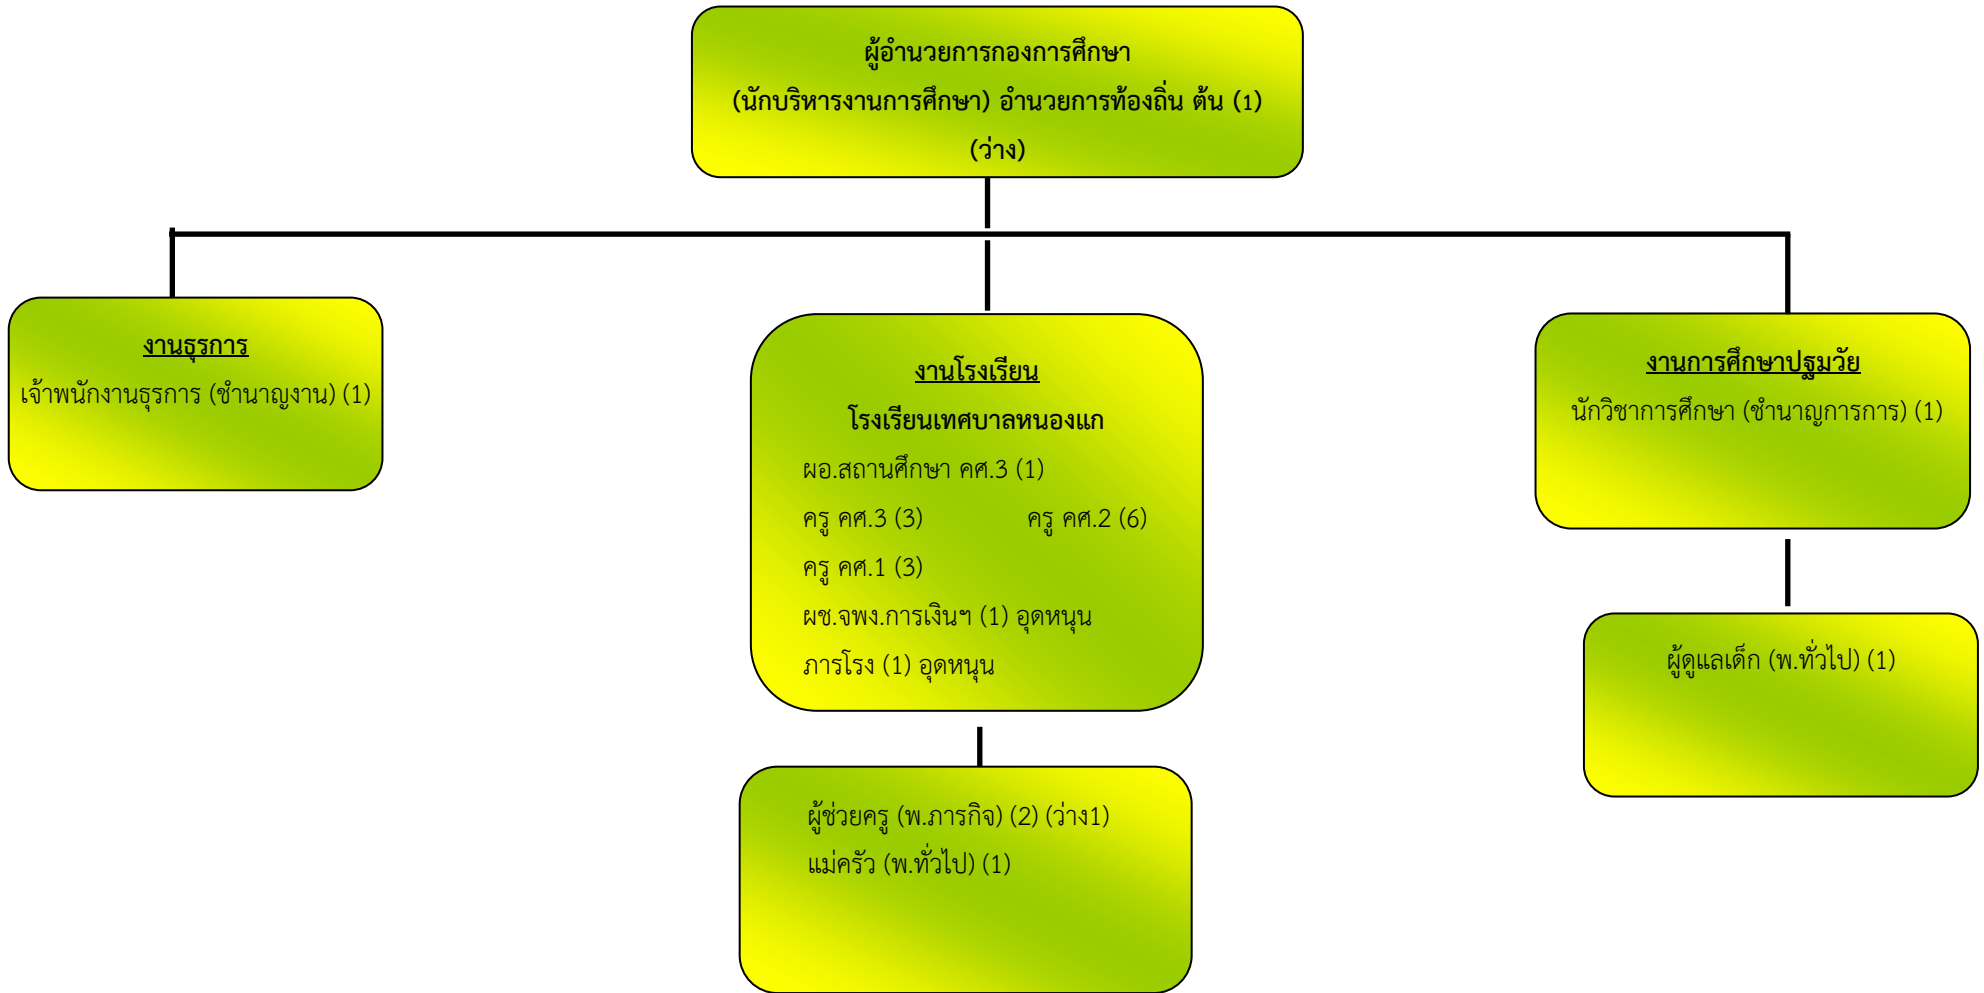 ผู้อำนวยการกองการศึกษา
(นักบริหารงานการศึกษา) อำนวยการท้องถิ่น ต้น (1)
(ว่าง)
งานธุรการ
เจ้าพนักงานธุรการ (ชำนาญงาน) (1)
งานโรงเรียน
โรงเรียนเทศบาลหนองแก
ผอ.สถานศึกษา คศ.3 (1)
ครู คศ.3 (3) ครู คศ.2 (6)
ครู คศ.1 (3)
ผช.จพง.การเงินฯ (1) อุดหนุน
ภารโรง (1) อุดหนุน
ผู้ช่วยครู (พ.ภารกิจ) (2) (ว่าง1)
แม่ครัว (พ.ทั่วไป) (1)
งานการศึกษาปฐมวัย
นักวิชาการศึกษา (ชำนาญการการ) (1)
ผู้ดูแลเด็ก (พ.ทั่วไป) (1)